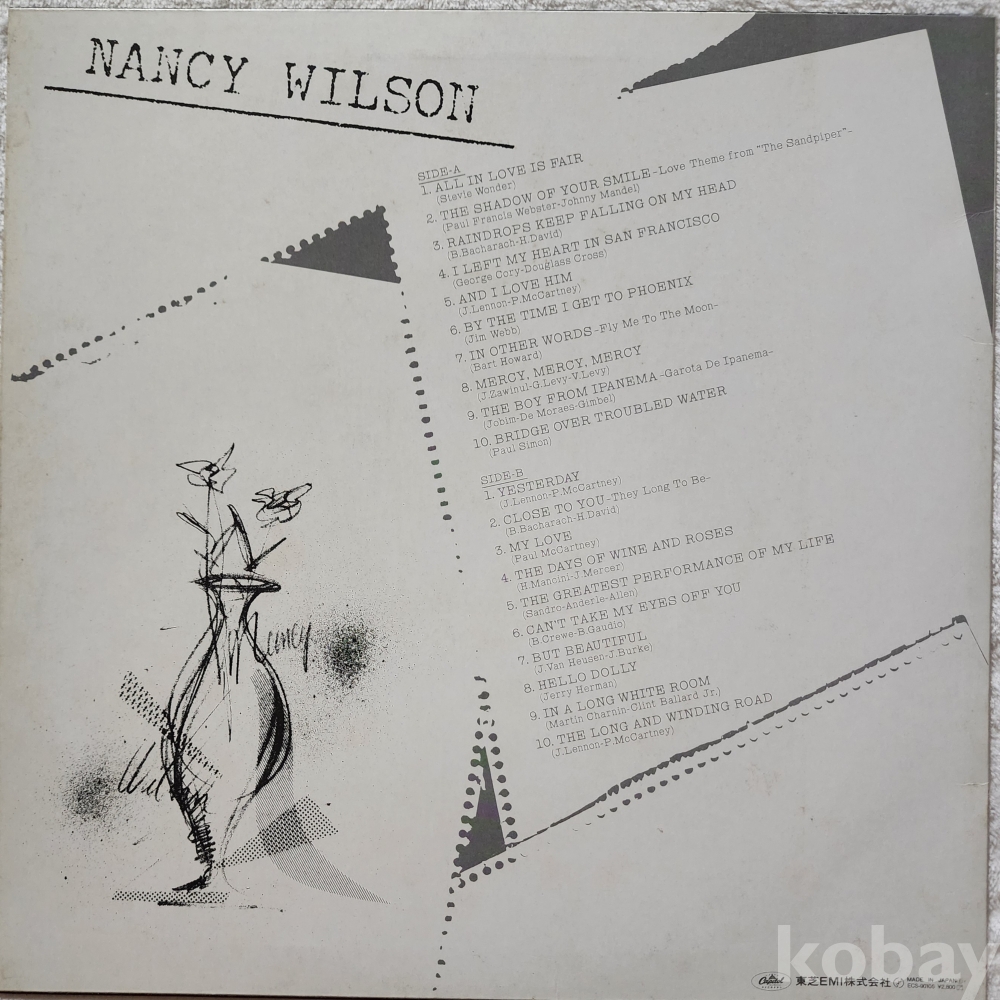 NANCY WILSON
SIDE-A
1. ALL IN LOVE IS FAIR
(Stevie Wonder)
2. THE SHADOW OF YOUR SMILE-Love Theme from "The Sandpiper"-
(Paul Francis Webster-Johnny Mandel)
3. RAINDROPS KEEP FALLING ON MY HEAD
(B.Bacharach-H.David)
4. I LEFT MY HEART IN SAN FRANCISCO
(George Cory-Douglass Cross)
5. AND I LOVE HIM
(J.Lennon-P.McCartney)
6. BY THE TIME I GET TO PHOENIX
(Jim Webb)
7. IN OTHER WORDS-Fly Me To The Moon-
(Bart Howard)
8. MERCY, MERCY, MERCY
(J.Zawinul-G.Levy-V.Levy)
9. THE BOY FROM IPANEMA-Garota De Ipanema-
(Jobim-De Moraes-Gimbel)
10. BRIDGE OVER TROUBLED WATER
(Paul Simon)
SIDE-B
1. YESTERDAY
(J.Lennon-P.McCartney)
2. CLOSE TO YOU-They Long To Be-
(B.Bacharach-H.David)
3. MY LOVE
(Paul McCartney)
4. THE DAYS OF WINE AND ROSES
(H.Mancini-J.Mercer)
5. THE GREATEST PERFORMANCE OF MY LIFE
(Sandro-Anderle-Allen)
6. CAN'T TAKE MY EYES OFF YOU
(B.Crewe-B.Gaudio)
7. BUT BEAUTIFUL
(J.Van Heusen-J.Burke)
8. HELLO DOLLY
(Jerry Herman)
9. IN A LONG WHITE ROOM
(Martin Charnin-Clint Ballard Jr.)
10. THE LONG AND WINDING ROAD
(J.Lennon-P.McCartney)
Nancy
Wilson
kobay
Capitol
東芝EMI株式会社
MADE IN JAPAN